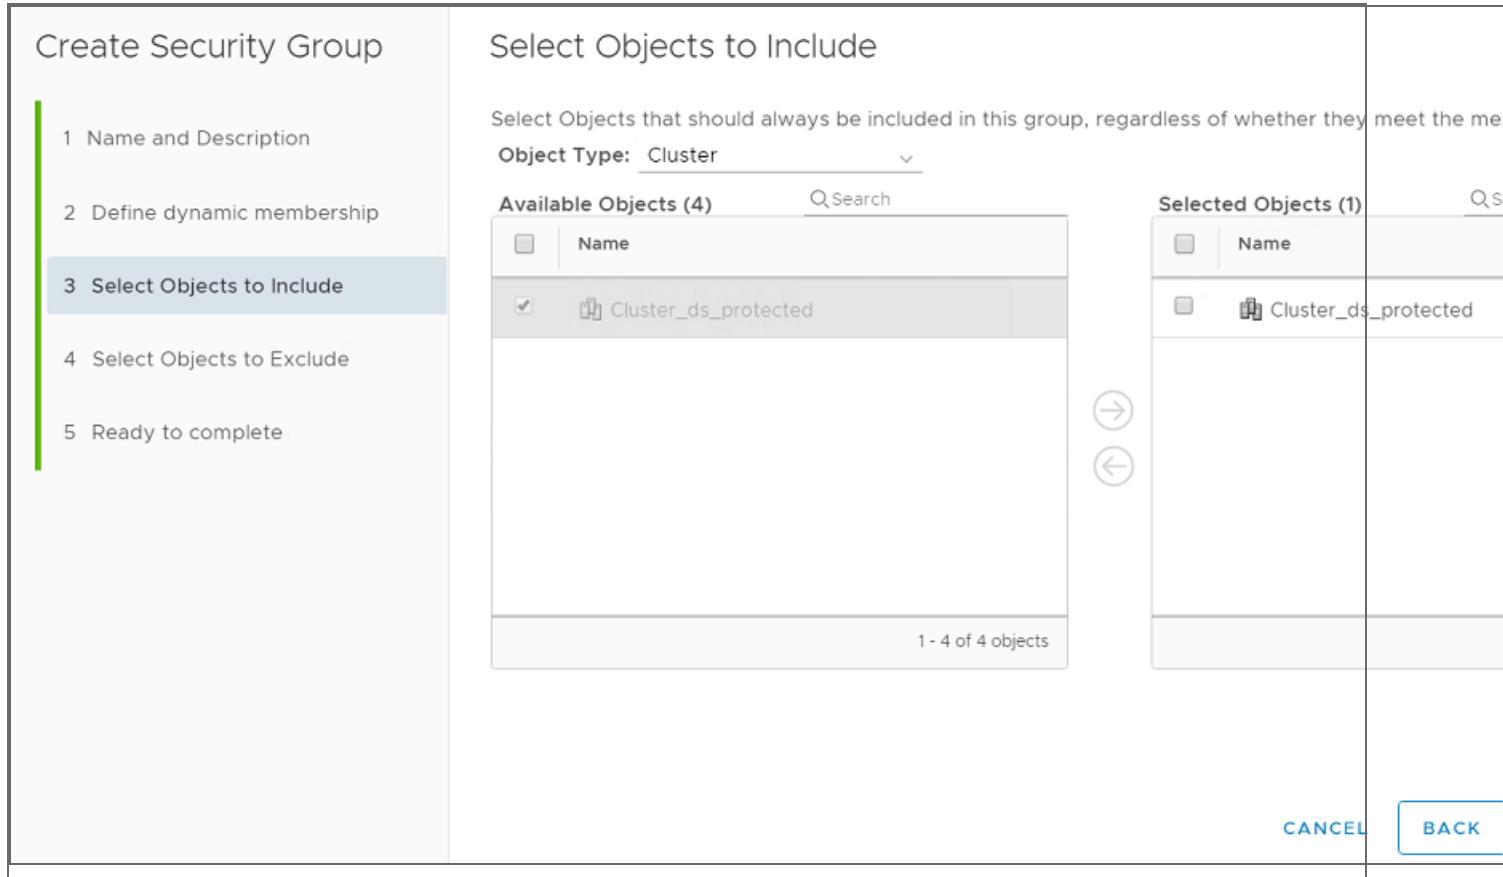 Create Security Group
1 Name and Description
2 Define dynamic membership
3 Select Objects to Include
4 Select Objects to Exclude
5 Ready to complete
Select Objects to Include
Select Objects that should always be included in this group, regardless of whether they meet the me
Object Type: Cluster
Available Objects (4)
Search
Name
Cluster_ds_protected
1 - 4 of 4 objects
Selected Objects (1)
S
Name
Cluster_ds_protected
CANCEL
BACK